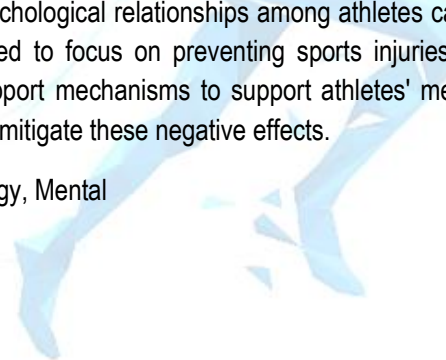 chological relationships among athletes ca
ed to focus on preventing sports injuries
port mechanisms to support athletes' me
mitigate these negative effects.
gy, Mental